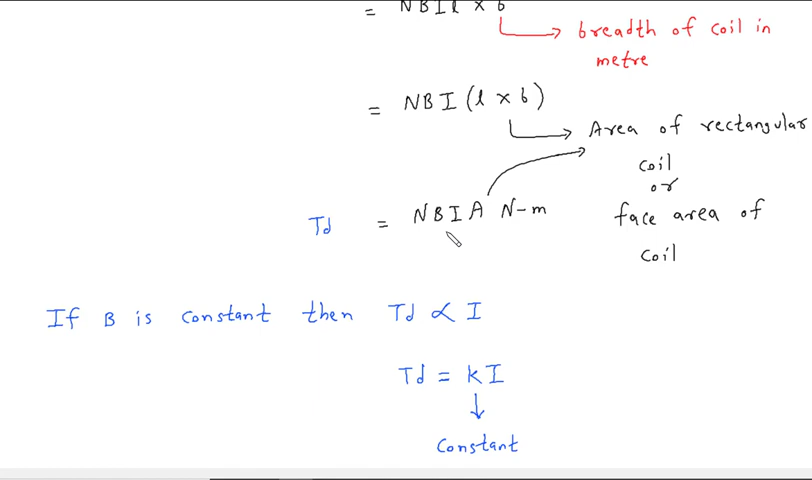 = NBIl × b
breadth of coil in
metre
= NBI (l × b)
Area of rectangular
coil
or
face area of
coil
Td = NBIA N-m
If B is constant then Td ∝ I
Td = kI
Constant